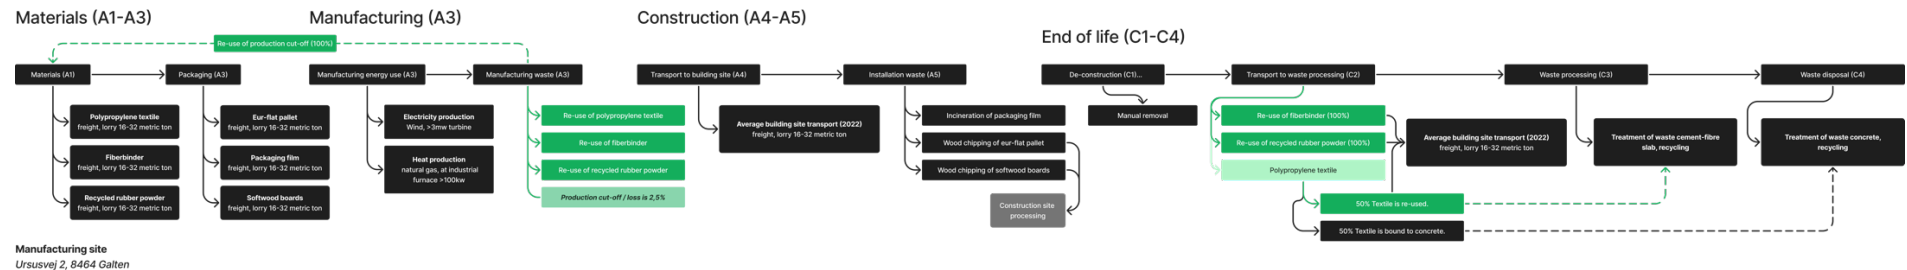 Materials (A1-A3)
Manufacturing (A3)
Construction (A4-A5)
End of life (C1-C4)
Re-use of production cut-off (100%)
Materials (A1)
Packaging (A3)
Manufacturing energy use (A3)
Manufacturing waste (A3)
Transport to building site (A4)
Installation waste (A5)
De-construction (C1)...
Transport to waste processing (C2)
Waste processing (C3)
Waste disposal (C4)
Polypropylene textile
freight, lorry 16-32 metric ton
Fiberbinder
freight, lorry 16-32 metric ton
Recycled rubber powder
freight, lorry 16-32 metric ton
Eur-flat pallet
freight, lorry 16-32 metric ton
Packaging film
freight, lorry 16-32 metric ton
Softwood boards
freight, lorry 16-32 metric ton
Electricity production
Wind, >3mw turbine
Heat production
natural gas, at industrial
furnace >100kw
Re-use of polypropylene textile
Re-use of fiberbinder
Re-use of recycled rubber powder
Production cut-off / loss is 2,5%
Average building site transport (2022)
freight, lorry 16-32 metric ton
Incineration of packaging film
Wood chipping of eur-flat pallet
Wood chipping of softwood boards
Construction site
processing
Manual removal
Re-use of fiberbinder (100%)
Re-use of recycled rubber powder (100%)
Polypropylene textile
50% Textile is re-used.
50% Textile is bound to concrete.
Average building site transport (2022)
freight, lorry 16-32 metric ton
Treatment of waste cement-fibre
slab, recycling
Treatment of waste concrete,
recycling
Manufacturing site
Ursusvej 2, 8464 Galten